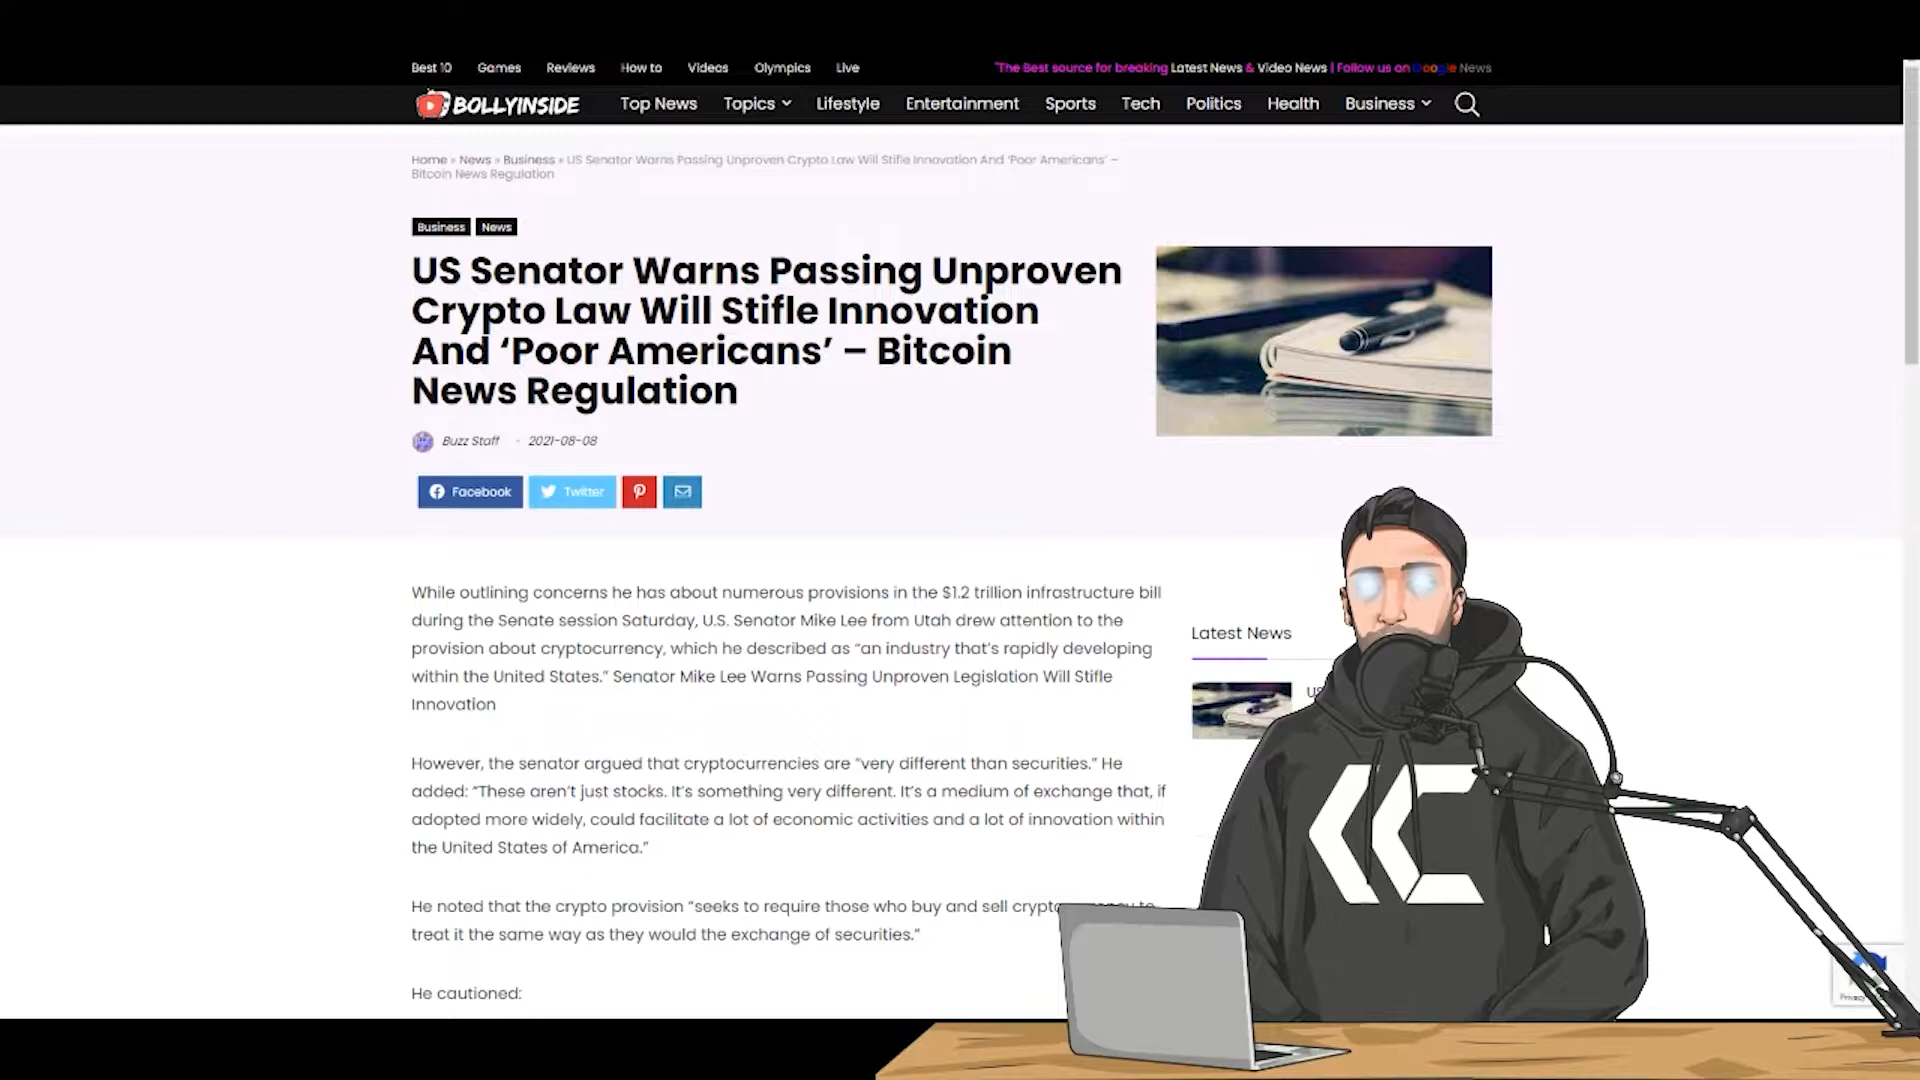 Best 10 Games Reviews How to Videos Olympics Live "The Best source for breaking Latest News & Video News | Follow us on Google News
BOLLYINSIDE Top News Topics Lifestyle Entertainment Sports Tech Politics Health Business
Home » News » Business » US Senator Warns Passing Unproven Crypto Law Will Stifle Innovation And ‘Poor Americans’ –
Bitcoin News Regulation
Business News
US Senator Warns Passing Unproven
Crypto Law Will Stifle Innovation
And ‘Poor Americans’ – Bitcoin
News Regulation
Buzz Staff - 2021-08-08
Facebook Twitter
While outlining concerns he has about numerous provisions in the $1.2 trillion infrastructure bill
during the Senate session Saturday, U.S. Senator Mike Lee from Utah drew attention to the
provision about cryptocurrency, which he described as “an industry that’s rapidly developing
within the United States.” Senator Mike Lee Warns Passing Unproven Legislation Will Stifle
Innovation
Latest News
US
However, the senator argued that cryptocurrencies are “very different than securities.” He
added: “These aren’t just stocks. It’s something very different. It’s a medium of exchange that, if
adopted more widely, could facilitate a lot of economic activities and a lot of innovation within
the United States of America.”
He noted that the crypto provision “seeks to require those who buy and sell to
treat it the same way as they would the exchange of securities.”
He cautioned:
Privacy